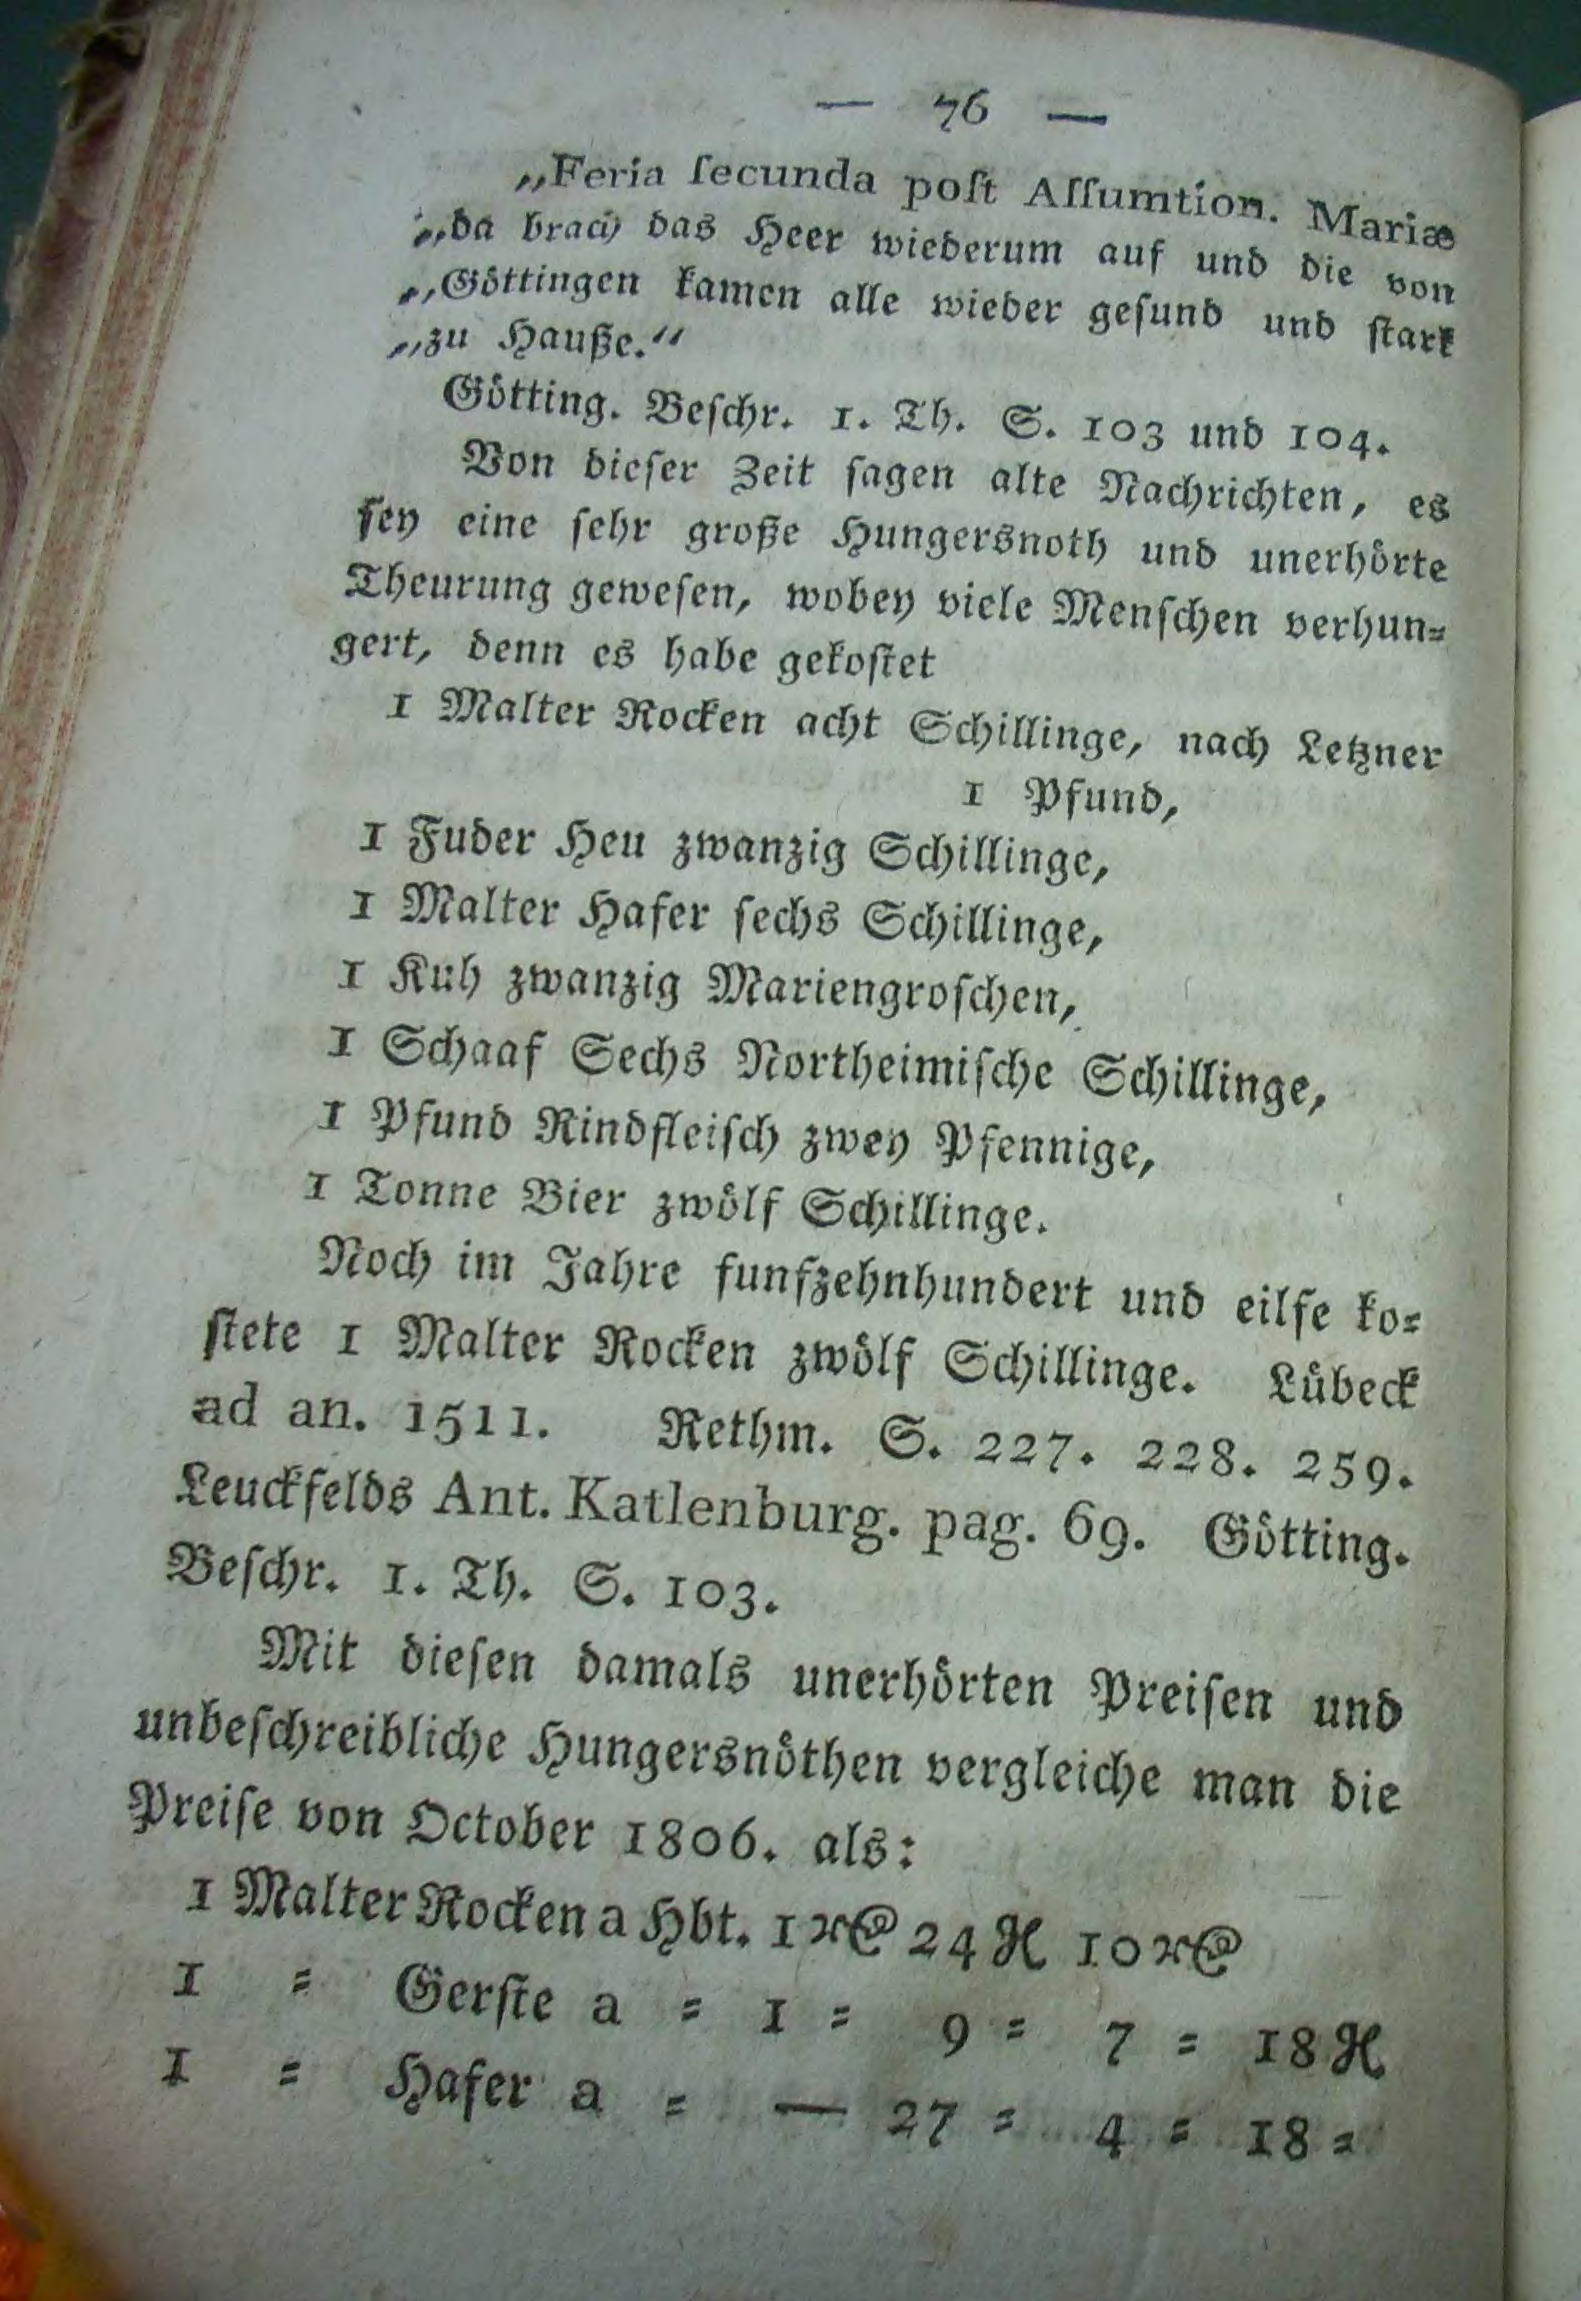 — 76 —
„Feria ſecunda poſt Aſſumtion. Mariæ
„da brach das Heer wiederum auf und die von
„Göttingen kamen alle wieder geſund und ſtark
„zu Hauße.“
Götting. Beſchr. 1. Th. S. 103 und 104.
Von dieſer Zeit ſagen alte Nachrichten, es
ſey eine ſehr große Hungersnoth und unerhörte
Theurung geweſen, wobey viele Menſchen verhun⸗
gert, denn es habe gekoſtet
1 Malter Rocken acht Schillinge, nach Letzner
1 Pfund,
1 Fuder Heu zwanzig Schillinge,
1 Malter Hafer ſechs Schillinge,
1 Kuh zwanzig Mariengroſchen,
1 Schaaf Sechs Northeimiſche Schillinge,
1 Pfund Rindfleiſch zwey Pfennige,
1 Tonne Bier zwölf Schillinge.
Noch im Jahre funfzehnhundert und eilfe ko⸗
ſtete 1 Malter Rocken zwölf Schillinge. Lübeck
ad an. 1511. Rethm. S. 227. 228. 259.
Leuckfelds Ant. Katlenburg. pag. 69. Götting.
Beſchr. 1. Th. S. 103.
Mit dieſen damals unerhörten Preiſen und
unbeſchreibliche Hungersnöthen vergleiche man die
Preiſe von October 1806. als:
1 Malter Rocken a Hbt. 1 24 10
1 ⸗ Gerſte a ⸗ 1 ⸗ 9 ⸗ 7 ⸗ 18
1 ⸗ Hafer a ⸗ — 27 ⸗ 4 ⸗ 18 ⸗